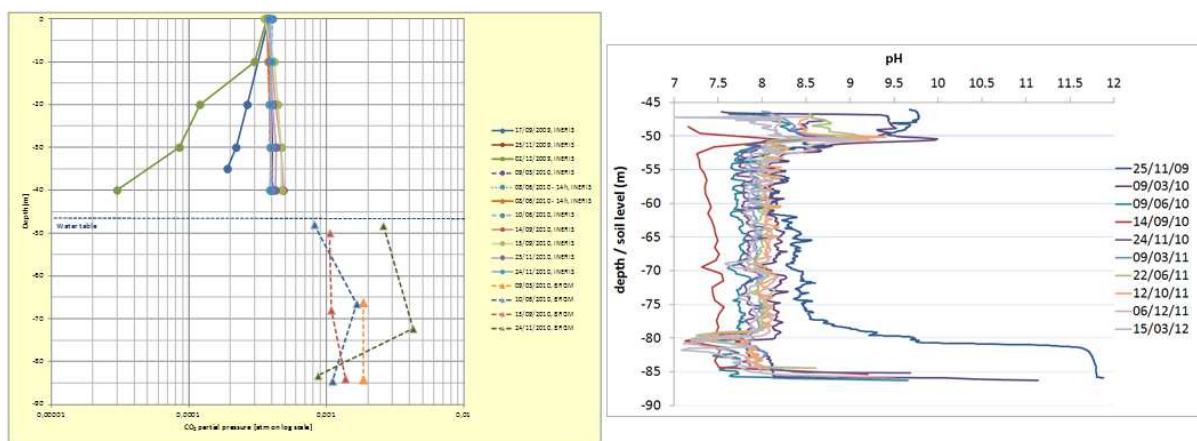 0
-10
-20
-30
-40
-50
-60
-70
-80
-90
Depth [m]
Water table
0,00001
0,0001
0,001
0,01
CO₂ partial pressure [atm on log scale]
17/09/2009, INERIS
25/11/2009, INERIS
02/12/2009, INERIS
09/03/2010, INERIS
08/06/2010 - 14h, INERIS
08/06/2010 - 14h, INERIS
10/06/2010, INERIS
14/09/2010, INERIS
15/09/2010, INERIS
23/11/2010, INERIS
24/11/2010, INERIS
09/03/2010, BRGM
10/06/2010, BRGM
15/09/2010, BRGM
24/11/2010, BRGM
pH
7 7.5 8 8.5 9 9.5 10 10.5 11 11.5 12
-45
-50
-55
-60
-65
-70
-75
-80
-85
-90
depth / soil level (m)
25/11/09
09/03/10
09/06/10
14/09/10
24/11/10
09/03/11
22/06/11
12/10/11
06/12/11
15/03/12